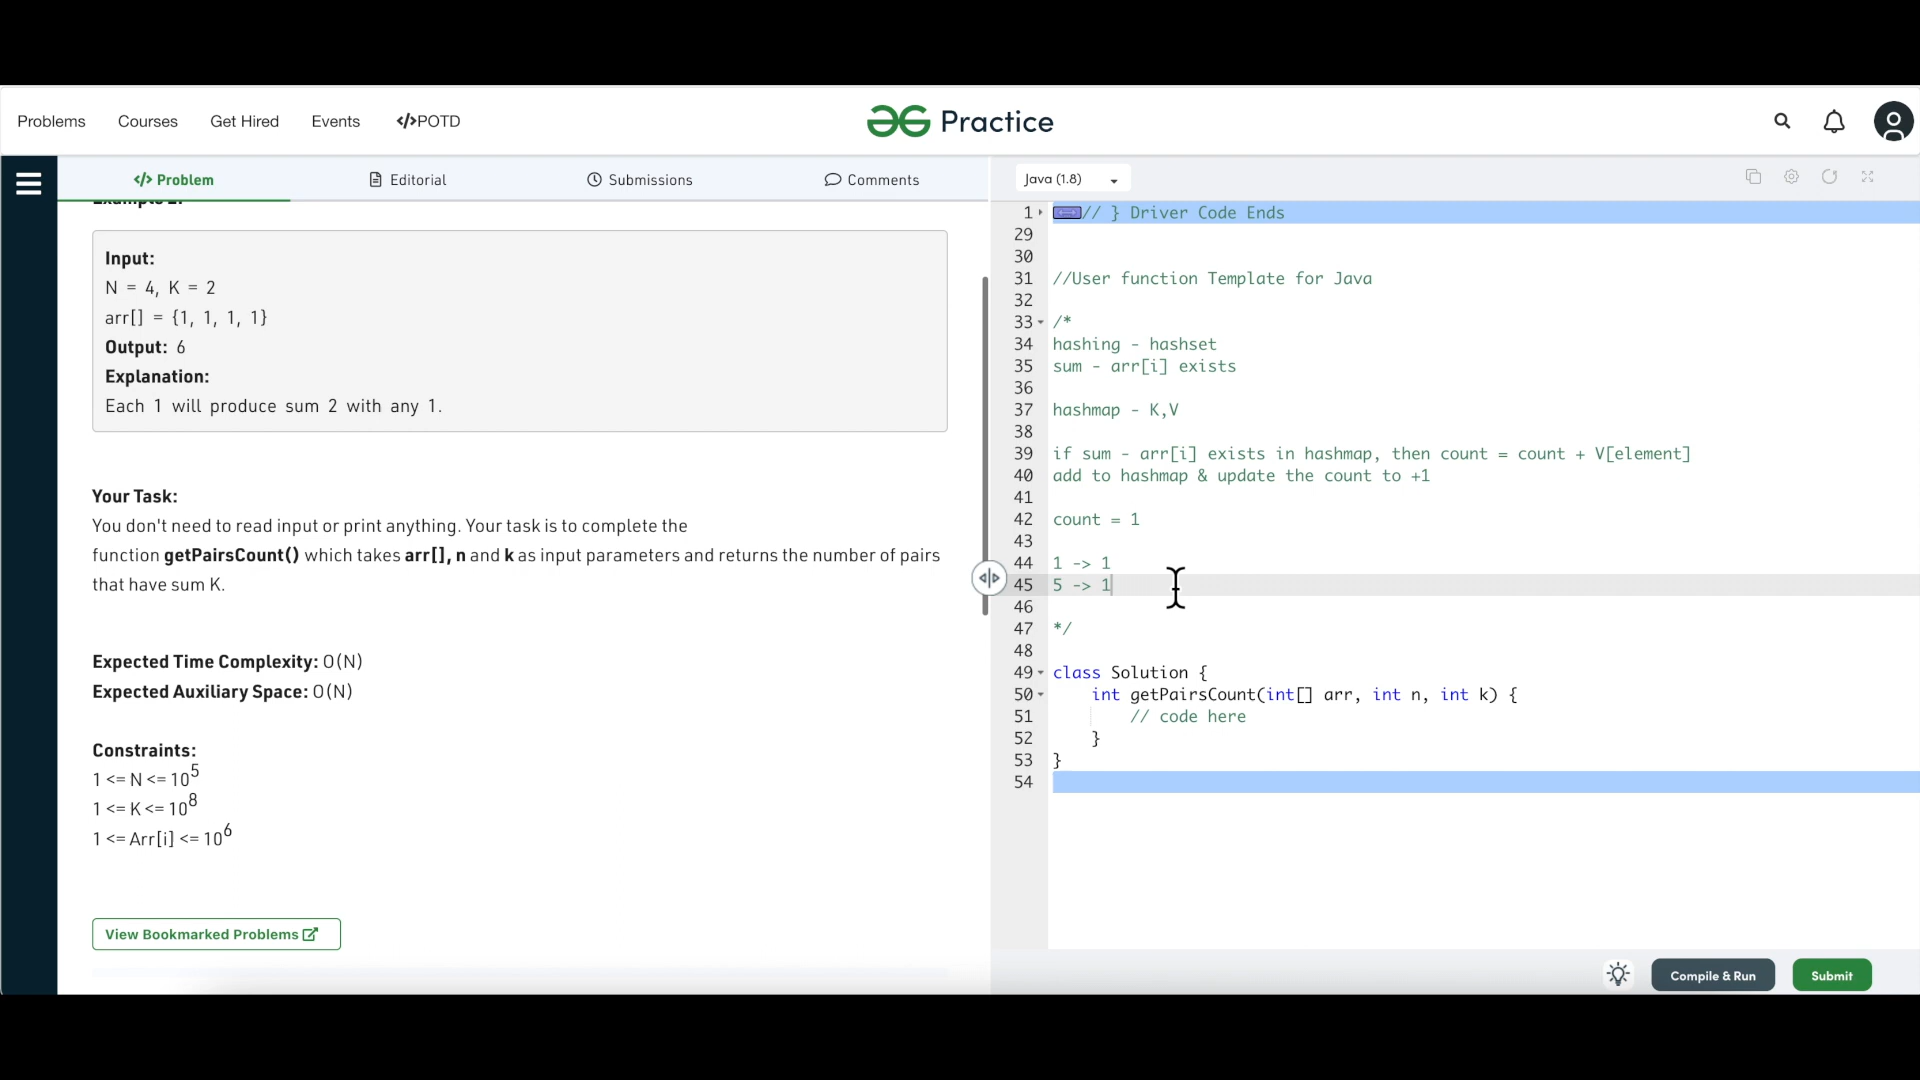 Problems Courses Get Hired Events </>POTD
Practice
</> Problem Editorial Submissions Comments
Java (1.8)
Example 2:
Input:
N = 4, K = 2
arr[] = {1, 1, 1, 1}
Output: 6
Explanation:
Each 1 will produce sum 2 with any 1.
Your Task:
You don't need to read input or print anything. Your task is to complete the
function getPairsCount() which takes arr[], n and k as input parameters and returns the number of pairs
that have sum K.
Expected Time Complexity: O(N)
Expected Auxiliary Space: O(N)
Constraints:
1 <= N <= 10^5
1 <= K <= 10^8
1 <= Arr[i] <= 10^6
View Bookmarked Problems
1 // } Driver Code Ends
29
30
31 //User function Template for Java
32
33 /*
34 hashing - hashset
35 sum - arr[i] exists
36
37 hashmap - K,V
38
39 if sum - arr[i] exists in hashmap, then count = count + V[element]
40 add to hashmap & update the count to +1
41
42 count = 1
43
44 1 -> 1
45 5 -> 1
46
47 */
48
49 class Solution {
50 int getPairsCount(int[] arr, int n, int k) {
51 // code here
52 }
53 }
54
Compile & Run Submit